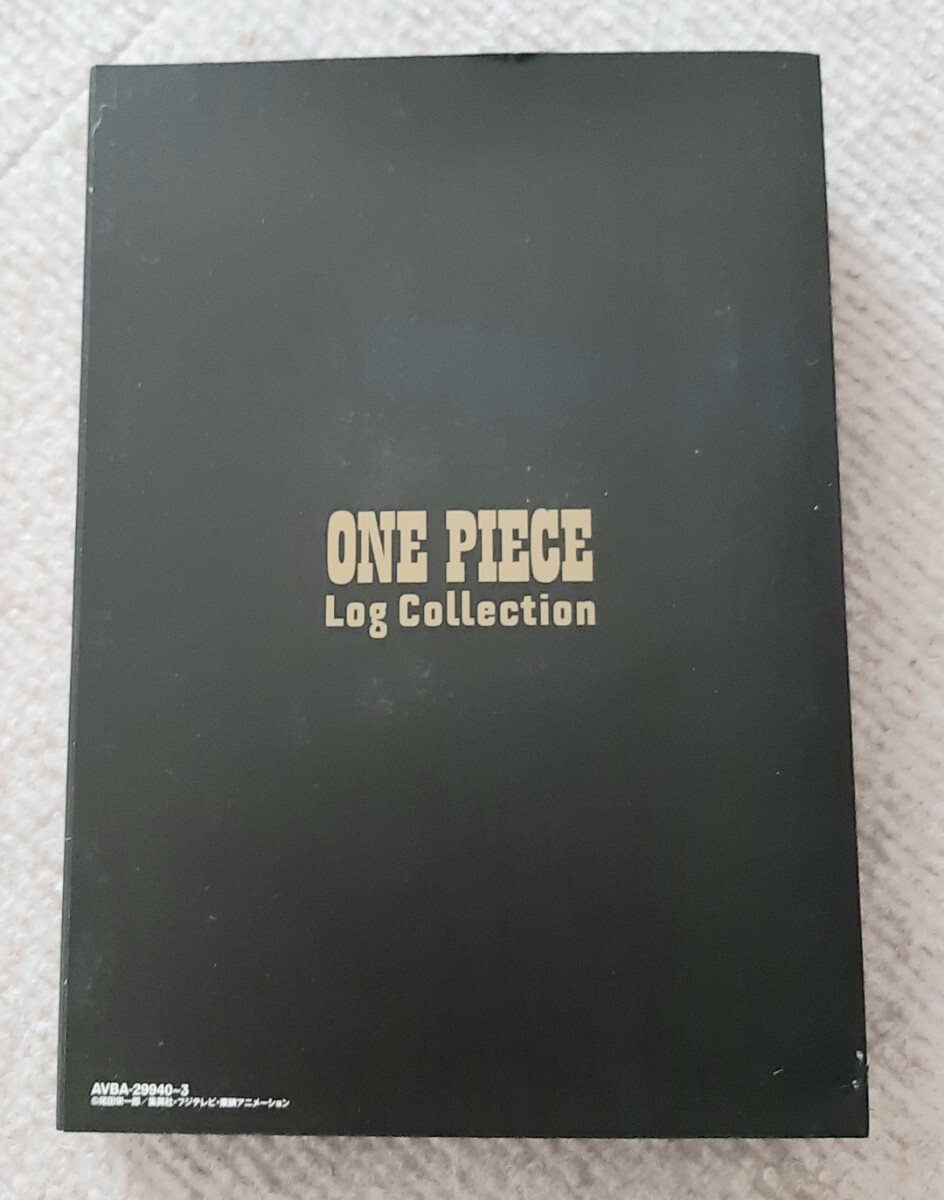 ONE PIECE
Log Collection
AVBA-29940~3
©尾田栄一郎/集英社・フジテレビ・東映アニメーション